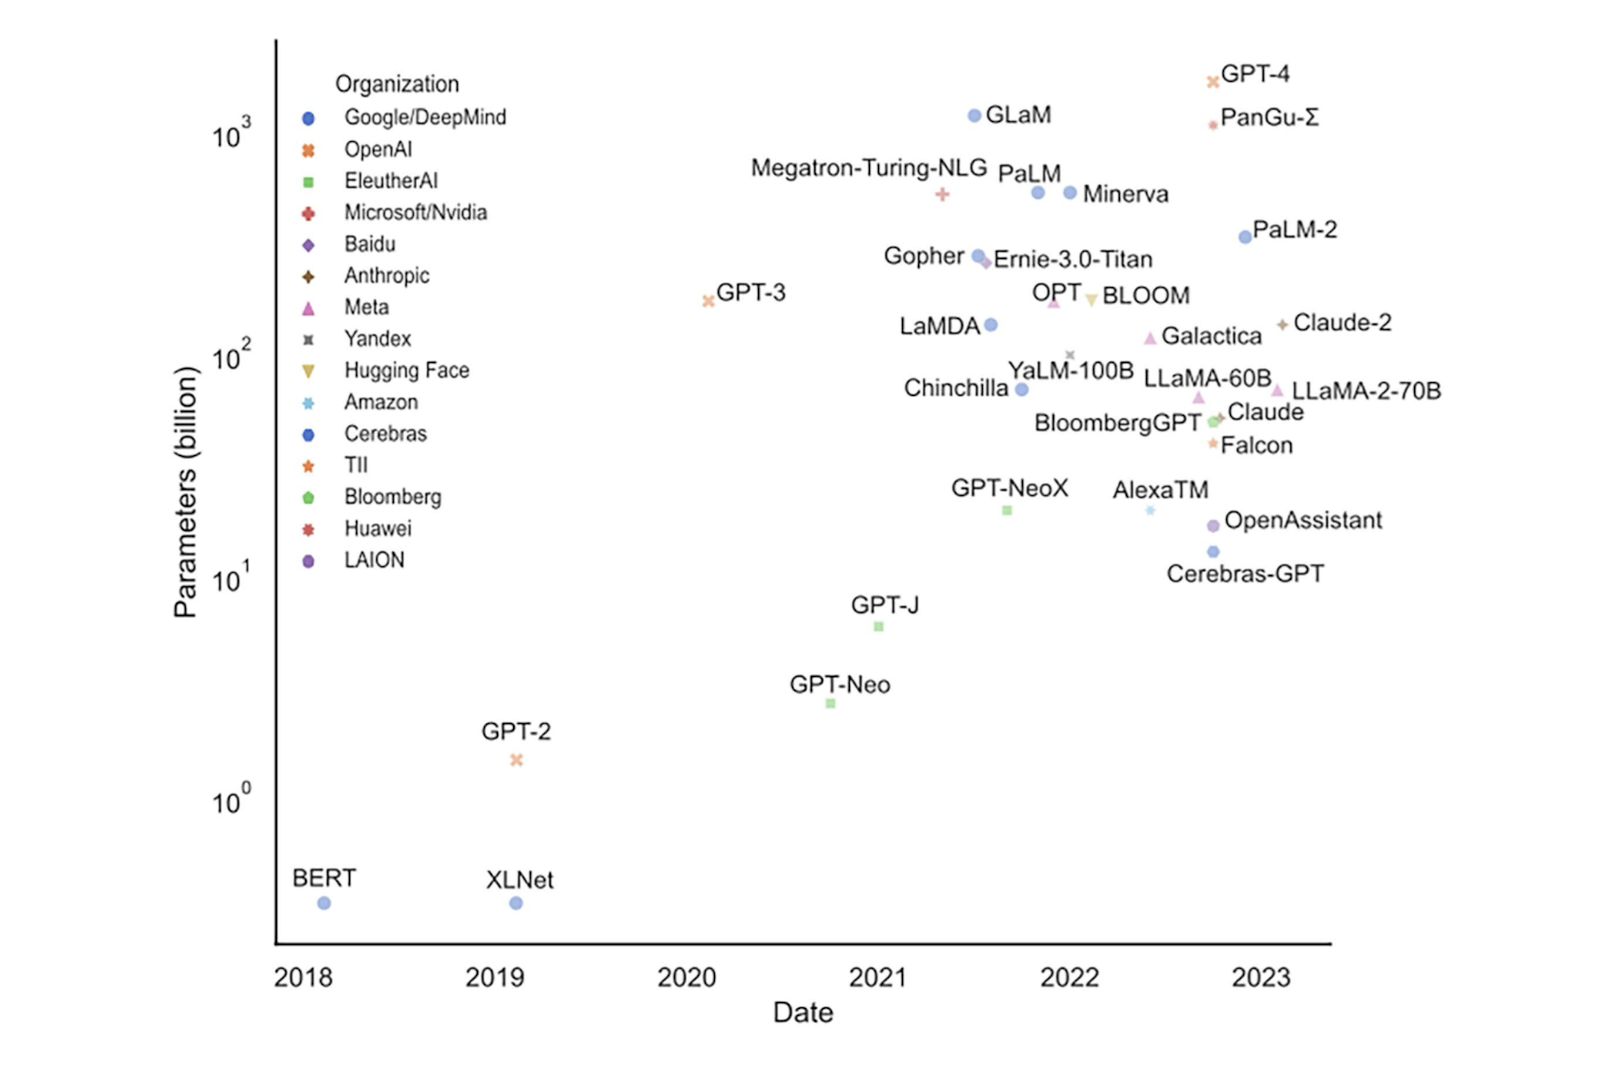 Organization
Google/DeepMind
OpenAI
EleutherAI
Microsoft/Nvidia
Baidu
Anthropic
Meta
Yandex
Hugging Face
Amazon
Cerebras
TII
Bloomberg
Huawei
LAION
Parameters (billion)
10³
10²
10¹
10⁰
GPT-4
PanGu-Σ
GLaM
Megatron-Turing-NLG
PaLM
Minerva
PaLM-2
Gopher
Ernie-3.0-Titan
GPT-3
OPT
BLOOM
LaMDA
Claude-2
Galactica
YaLM-100B
LLaMA-60B
Chinchilla
LLaMA-2-70B
Claude
BloombergGPT
Falcon
GPT-NeoX
AlexaTM
OpenAssistant
Cerebras-GPT
GPT-J
GPT-Neo
GPT-2
BERT
XLNet
2018 2019 2020 2021 2022 2023
Date